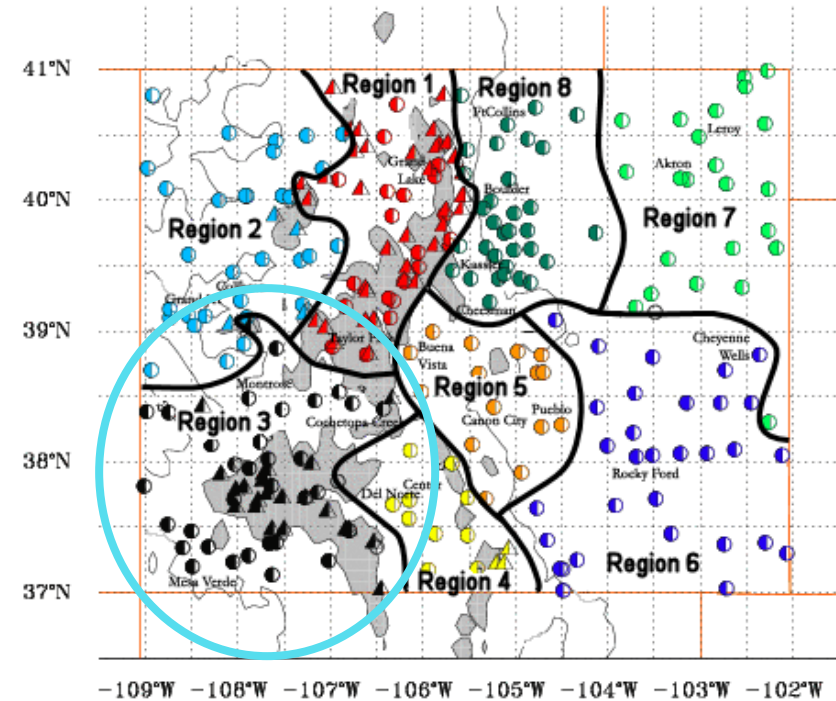 41°N
Region 1
Region 8
FtCollins
Leroy
Grand
Lake
Akron
40°N
Boulder
Region 2
Region 7
Kassler
Cheesman
39°N
Taylor
Buena
Vista
Cheyenne
Wells
Montrose
Region 5
Region 3
Cochetopa Creek
Canon City
Pueblo
38°N
Rocky Ford
Del Norte
Center
Mesa Verde
Region 4
Region 6
37°N
-109°W -108°W -107°W -106°W -105°W -104°W -103°W -102°W